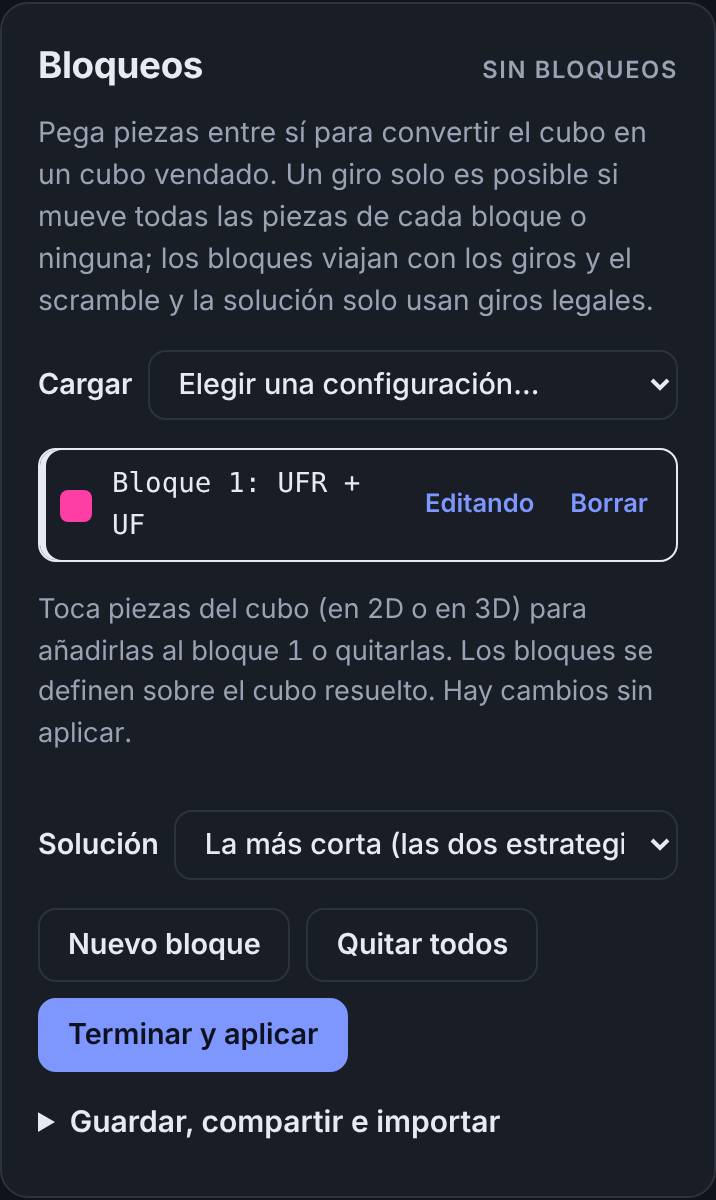 Bloqueos
SIN BLOQUEOS
Pega piezas entre sí para convertir el cubo en
un cubo vendado. Un giro solo es posible si
mueve todas las piezas de cada bloque o
ninguna; los bloques viajan con los giros y el
scramble y la solución solo usan giros legales.
Cargar
Elegir una configuración...
Bloque 1: UFR +
UF
Editando
Borrar
Toca piezas del cubo (en 2D o en 3D) para
añadirlas al bloque 1 o quitarlas. Los bloques se
definen sobre el cubo resuelto. Hay cambios sin
aplicar.
Solución
La más corta (las dos estrategi
Nuevo bloque
Quitar todos
Terminar y aplicar
Guardar, compartir e importar